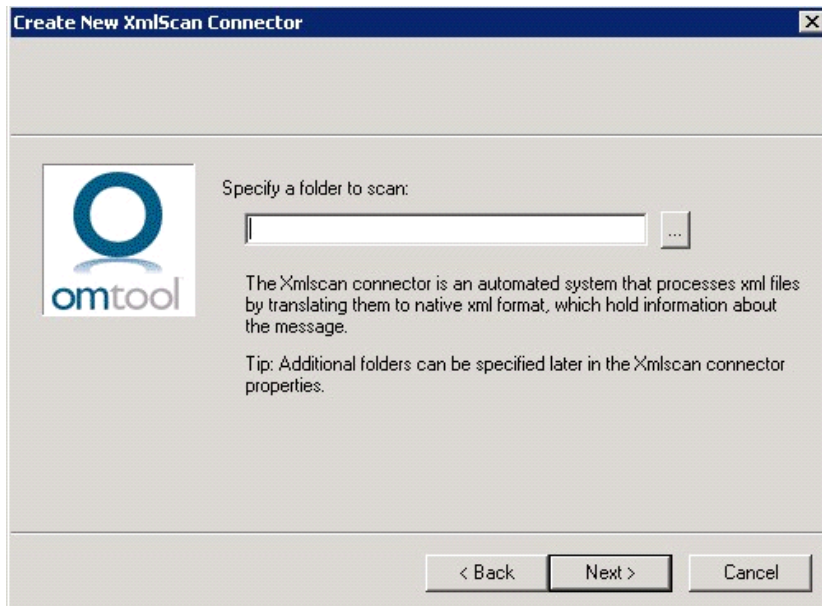 Create New XmlScan Connector
omtool
Specify a folder to scan:
...
The Xmlscan connector is an automated system that processes xml files
by translating them to native xml format, which hold information about
the message.
Tip: Additional folders can be specified later in the Xmlscan connector
properties.
< Back
Next >
Cancel